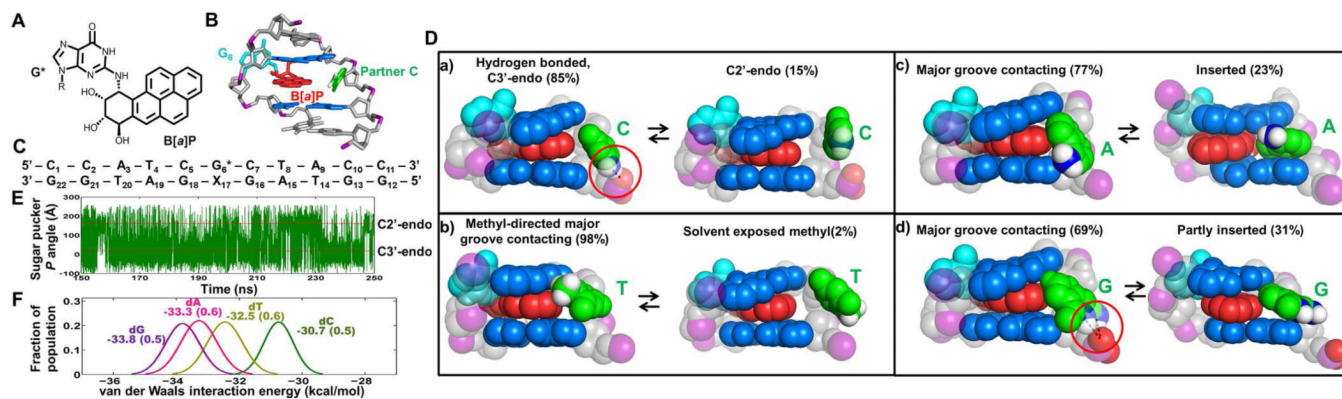 A
G*
O
N
NH
N
N
N
R
NH
HO
HO
OH
B[a]P
B
G₆
Partner C
B[a]P
C
5' – C₁ – C₂ – A₃ – T₄ – C₅ – G₆* – C₇ – T₈ – A₉ – C₁₀ – C₁₁ – 3'
3' – G₂₂ – G₂₁ – T₂₀ – A₁₉ – G₁₈ – X₁₇ – G₁₆ – A₁₅ – T₁₄ – G₁₃ – G₁₂ – 5'
E
Sugar pucker
P angle (Å)
300
200
100
0
-100
C2'-endo
C3'-endo
150 170 190 210 230 250
Time (ns)
F
Fraction of
population
0.3
0.2
0.1
0
dG
-33.8 (0.5)
dA
-33.3 (0.6)
dT
-32.5 (0.6)
dC
-30.7 (0.5)
−36 −34 −32 −30 −28
van der Waals interaction energy (kcal/mol)
D
a)
Hydrogen bonded,
C3'-endo (85%)
C2'-endo (15%)
C
C
b)
Methyl-directed major
groove contacting (98%)
Solvent exposed methyl(2%)
T
T
c)
Major groove contacting (77%)
Inserted (23%)
A
A
d)
Major groove contacting (69%)
Partly inserted (31%)
G
G